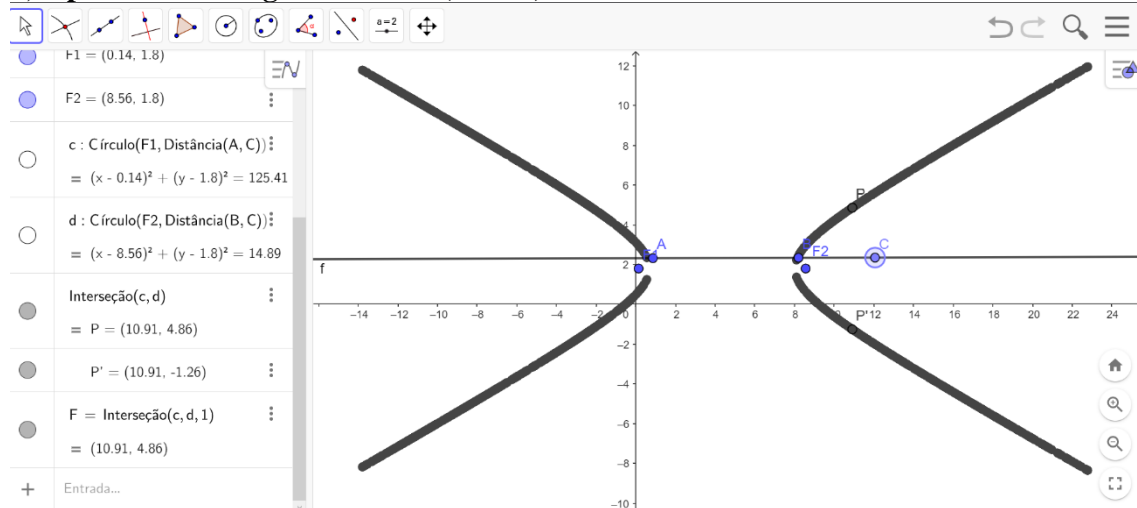 a=2
F1 = (0.14, 1.8)
F2 = (8.56, 1.8)
c : Círculo(F1, Distância(A, C))
= (x - 0.14)² + (y - 1.8)² = 125.41
d : Círculo(F2, Distância(B, C))
= (x - 8.56)² + (y - 1.8)² = 14.89
Interseção(c, d)
= P = (10.91, 4.86)
P' = (10.91, -1.26)
F = Interseção(c, d, 1)
= (10.91, 4.86)
Entrada...
12
10
8
6
4
2
f
A
F2
C
−14 −12 −10 −8 −6 −4 −2 0 2 4 6 8 10 P' 12 14 16 18 20 22 24
−2
−4
−6
−8
−10